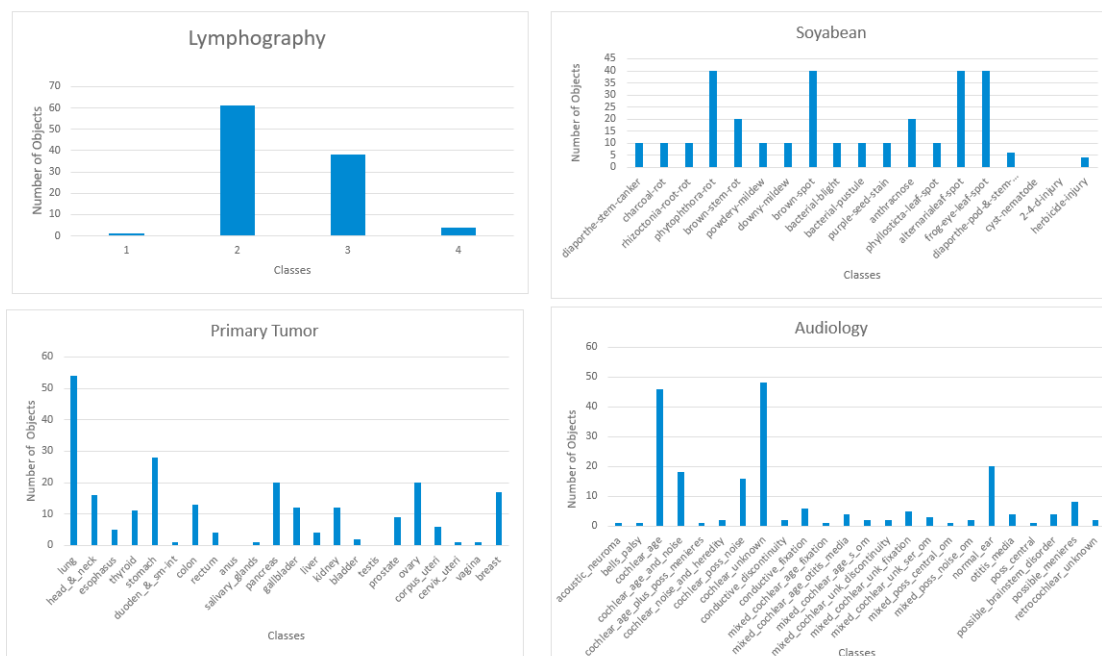 Lymphography
Number of Objects
70
60
50
40
30
20
10
0
1
2
3
4
Classes
Soyabean
Number of Objects
45
40
35
30
25
20
15
10
5
0
diaporthe-stem-canker
charcoal-rot
rhizoctonia-root-rot
phytophthora-rot
brown-stem-rot
powdery-mildew
downy-mildew
brown-spot
bacterial-blight
bacterial-pustule
purple-seed-stain
anthracnose
phyllosticta-leaf-spot
alternarialeaf-spot
frog-eye-leaf-spot
diaporthe-pod-&-stem-...
cyst-nematode
2-4-d-injury
herbicide-injury
Classes
Primary Tumor
Number of Objects
60
50
40
30
20
10
0
lung
head_&_neck
esophasus
thyroid
stomach
duoden_&_sm-int
colon
rectum
anus
salivary_glands
pancreas
gallbladder
liver
kidney
bladder
testis
prostate
ovary
corpus_uteri
cervix_uteri
vagina
breast
Classes
Audiology
Number of Objects
60
50
40
30
20
10
0
acoustic_neuroma
bells_palsy
cochlear_age
cochlear_age_and_noise
cochlear_age_plus_poss_menieres
cochlear_noise_and_heredity
cochlear_poss_noise
cochlear_unknown
conductive_discontinuity
conductive_fixation
mixed_cochlear_age_fixation
mixed_cochlear_age_otitis_media
mixed_cochlear_age_s_om
mixed_cochlear_unk_discontinuity
mixed_cochlear_unk_fixation
mixed_cochlear_unk_ser_om
mixed_poss_central_om
mixed_poss_noise_om
normal_ear
otitis_media
poss_central
possible_brainstem_disorder
possible_menieres
retrocochlear_unknown
Classes